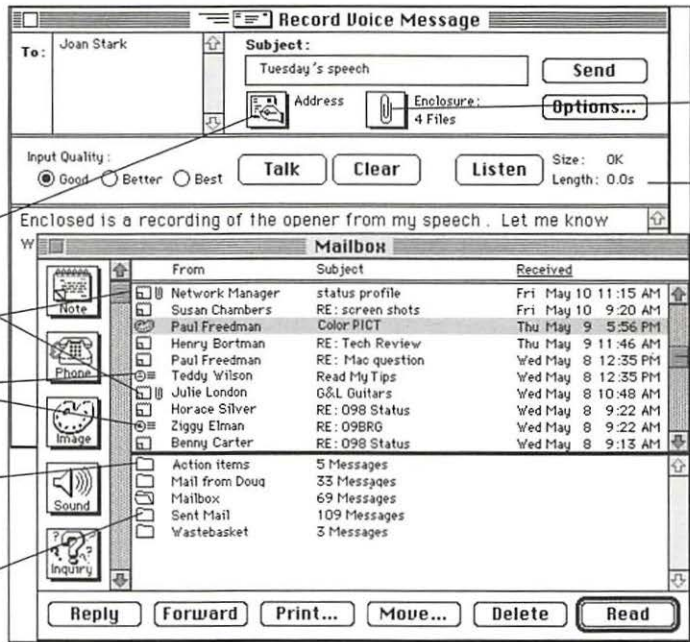 Record Voice Message
To: Joan Stark
Subject:
Tuesday's speech
Send
Address
Enclosure:
4 Files
Options...
Input Quality:
Good Better Best
Talk Clear Listen
Size: OK
Length: 0.0s
Enclosed is a recording of the opener from my speech. Let me know
W
Mailbox
From Subject Received
Network Manager status profile Fri May 10 11:15 AM
Susan Chambers RE: screen shots Fri May 10 9:20 AM
Paul Freedman Color PICT Thu May 9 5:56 PM
Henry Bortman RE: Tech Review Thu May 9 11:46 AM
Paul Freedman RE: Mac question Wed May 8 12:35 PM
Teddy Wilson Read My Tips Wed May 8 12:35 PM
Julie London G&L Guitars Wed May 8 10:48 AM
Horace Silver RE: 098 Status Wed May 8 9:22 AM
Ziggy Elman RE: 09BRG Wed May 8 9:22 AM
Benny Carter RE: 098 Status Wed May 8 9:13 AM
Action items 5 Messages
Mail from Doug 33 Messages
Mailbox 69 Messages
Sent Mail 109 Messages
Wastebasket 3 Messages
Note
Phone
Image
Sound
Inquiry
Reply Forward Print... Move... Delete Read